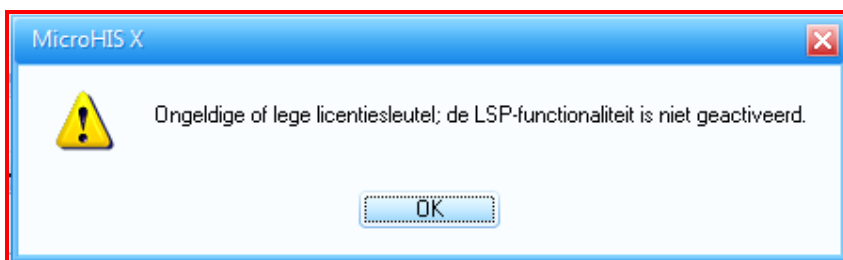 MicroHIS X
Ongeldige of lege licentiesleutel; de LSP-functionaliteit is niet geactiveerd.
OK